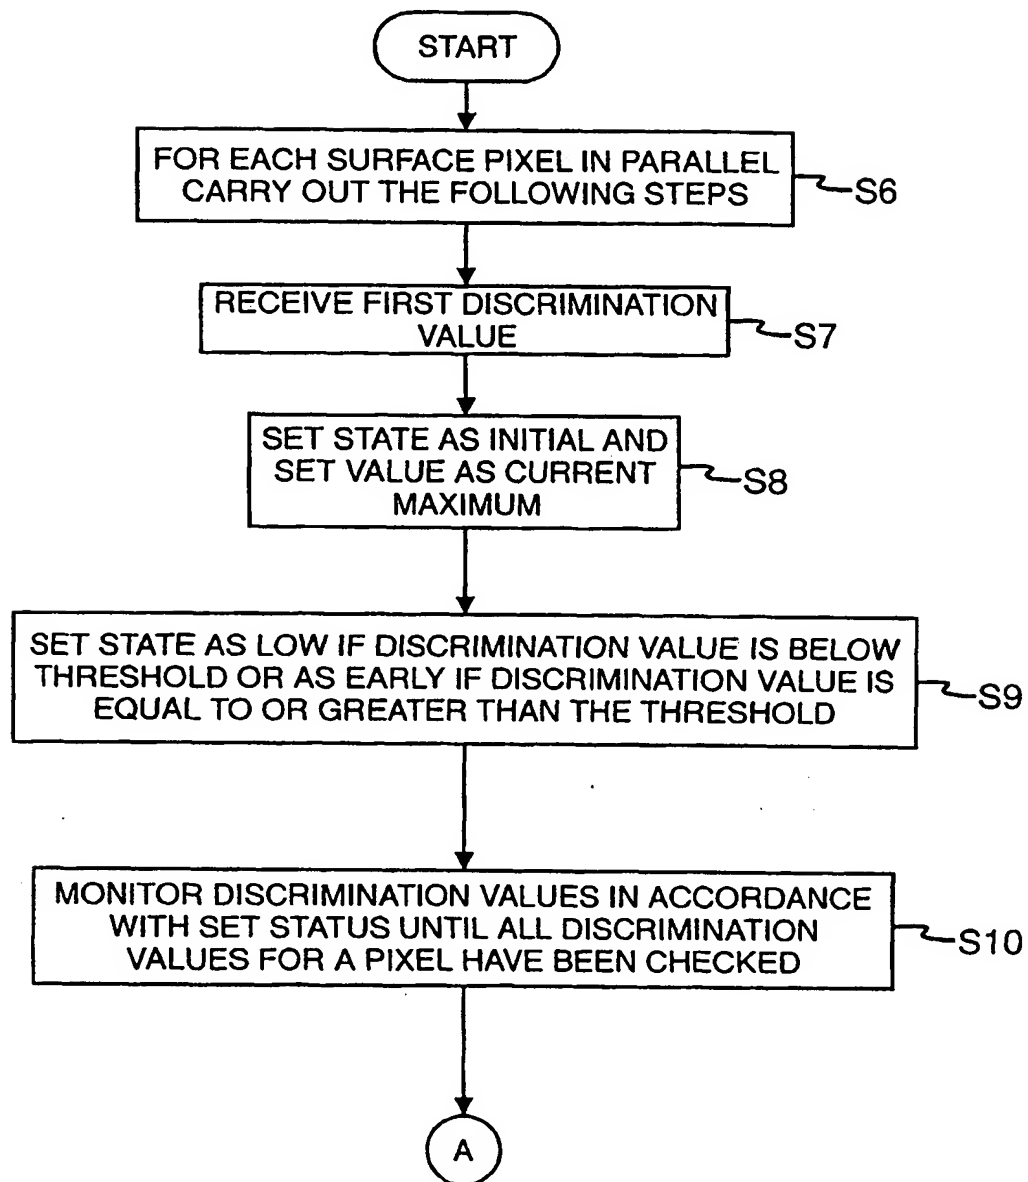 START
FOR EACH SURFACE PIXEL IN PARALLEL
CARRY OUT THE FOLLOWING STEPS
S6
RECEIVE FIRST DISCRIMINATION
VALUE
S7
SET STATE AS INITIAL AND
SET VALUE AS CURRENT
MAXIMUM
S8
SET STATE AS LOW IF DISCRIMINATION VALUE IS BELOW
THRESHOLD OR AS EARLY IF DISCRIMINATION VALUE IS
EQUAL TO OR GREATER THAN THE THRESHOLD
S9
MONITOR DISCRIMINATION VALUES IN ACCORDANCE
WITH SET STATUS UNTIL ALL DISCRIMINATION
VALUES FOR A PIXEL HAVE BEEN CHECKED
S10
A